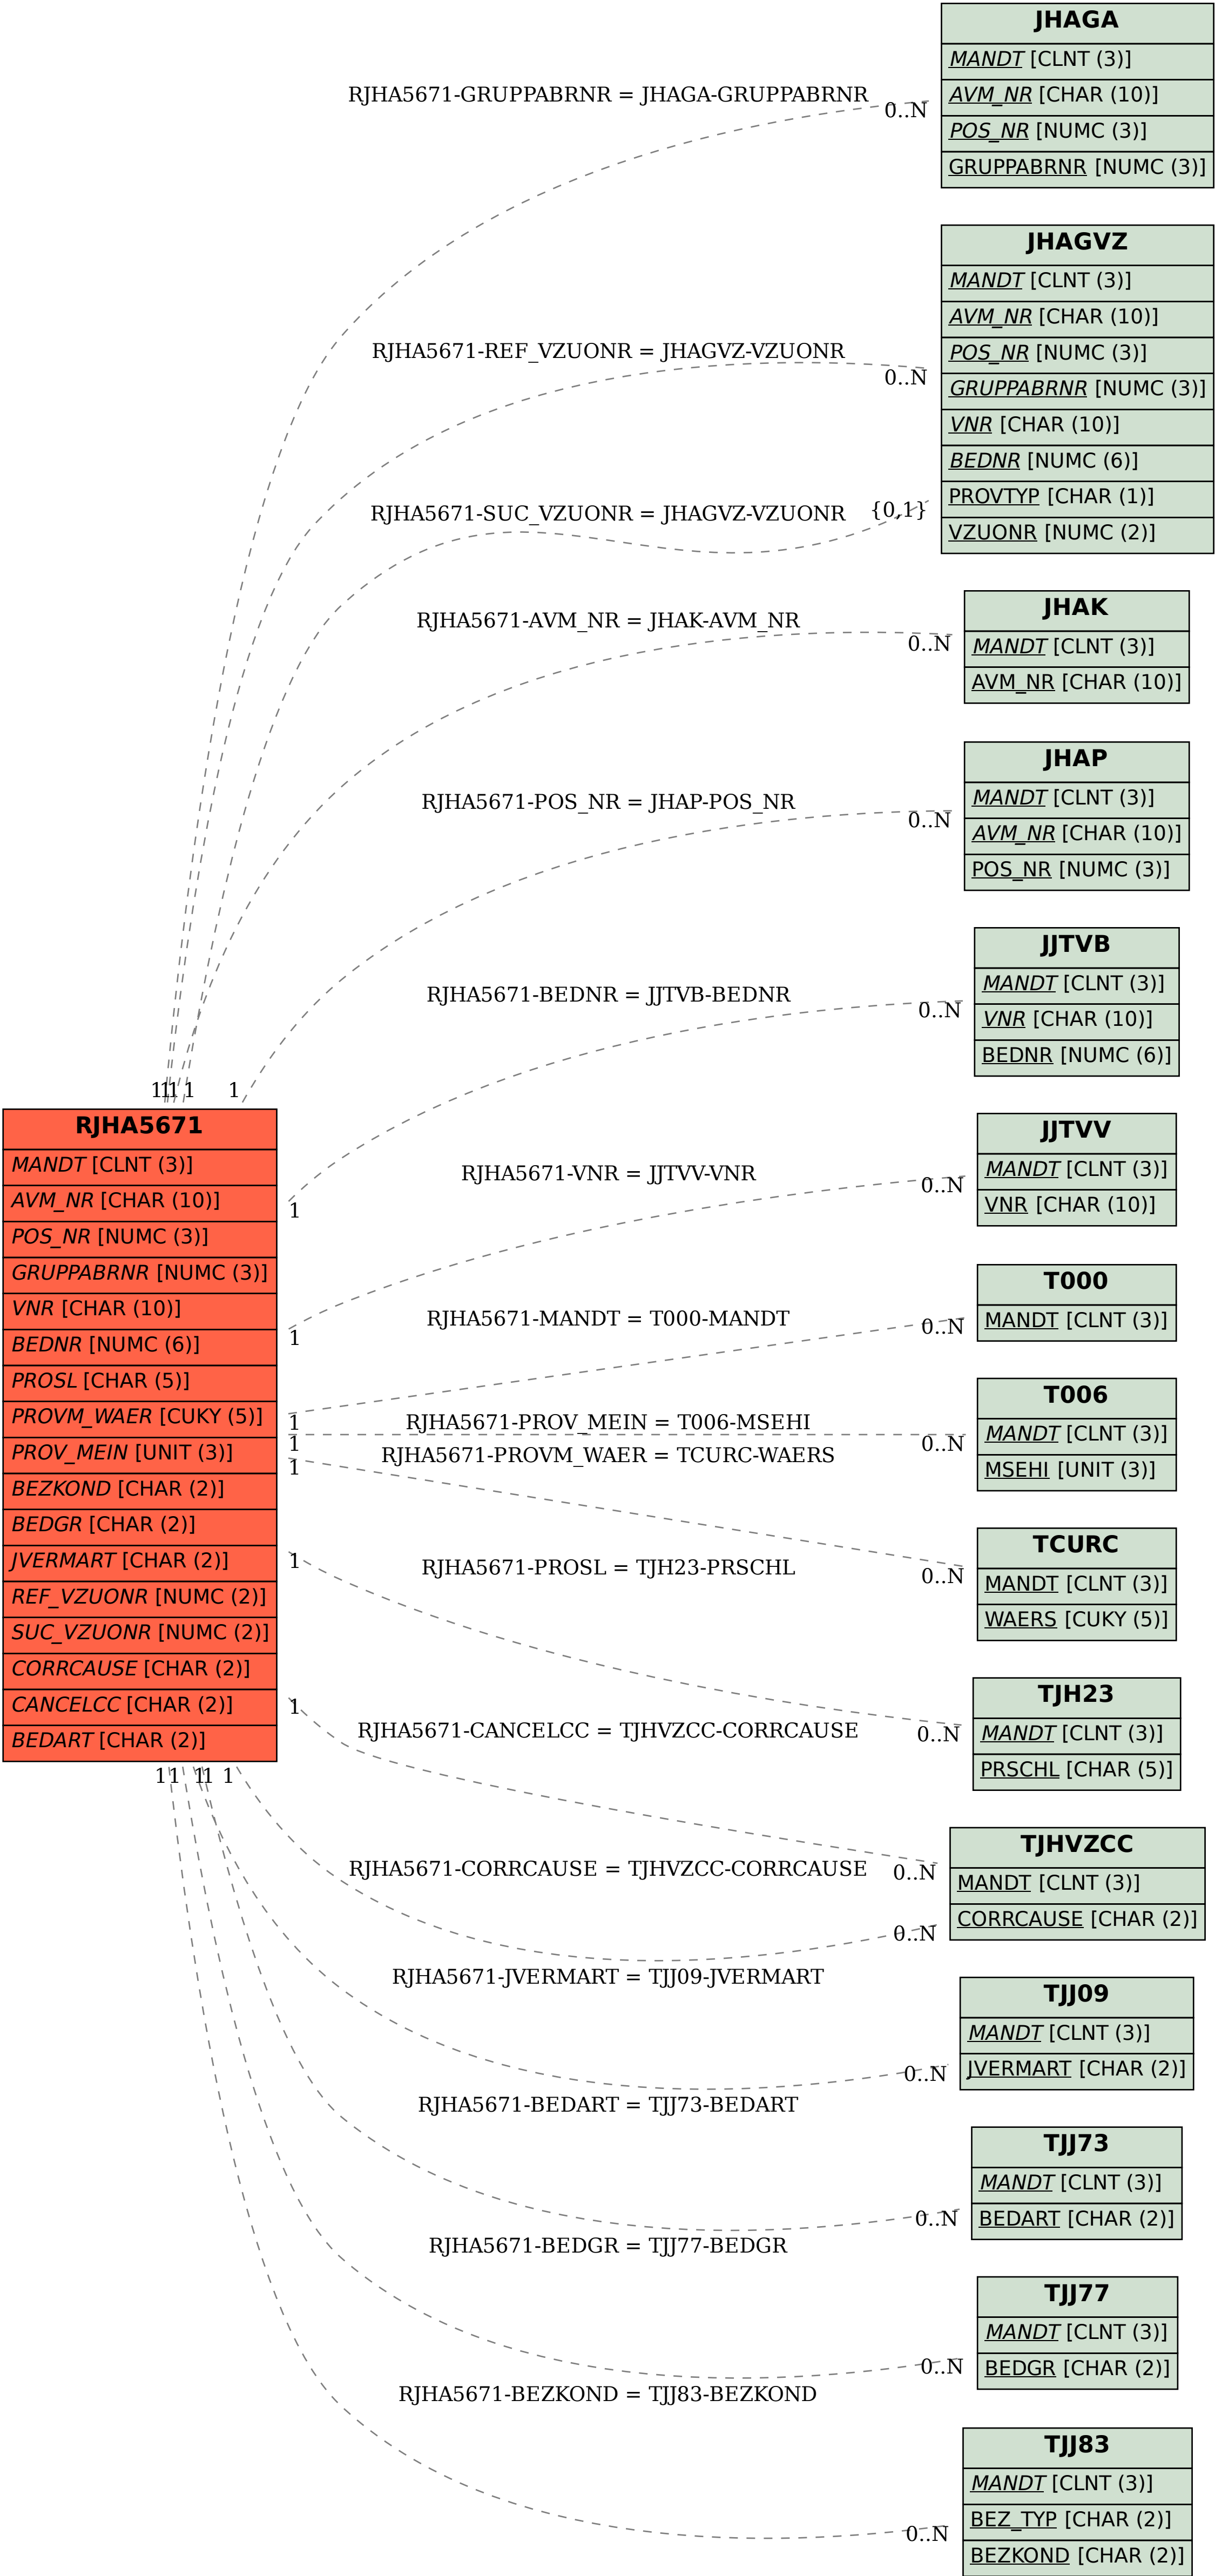 JHAGA
MANDT [CLNT (3)]
AVM_NR [CHAR (10)]
POS_NR [NUMC (3)]
GRUPPABRNR [NUMC (3)]
RJHA5671-GRUPPABRNR = JHAGA-GRUPPABRNR
0..N
JHAGVZ
MANDT [CLNT (3)]
AVM_NR [CHAR (10)]
POS_NR [NUMC (3)]
GRUPPABRNR [NUMC (3)]
VNR [CHAR (10)]
BEDNR [NUMC (6)]
PROVTYP [CHAR (1)]
VZUONR [NUMC (2)]
RJHA5671-REF_VZUONR = JHAGVZ-VZUONR
0..N
RJHA5671-SUC_VZUONR = JHAGVZ-VZUONR
{0,1}
JHAK
MANDT [CLNT (3)]
AVM_NR [CHAR (10)]
RJHA5671-AVM_NR = JHAK-AVM_NR
0..N
JHAP
MANDT [CLNT (3)]
AVM_NR [CHAR (10)]
POS_NR [NUMC (3)]
RJHA5671-POS_NR = JHAP-POS_NR
0..N
JJTVB
MANDT [CLNT (3)]
VNR [CHAR (10)]
BEDNR [NUMC (6)]
RJHA5671-BEDNR = JJTVB-BEDNR
0..N
1
1
1
1
1
RJHA5671
MANDT [CLNT (3)]
AVM_NR [CHAR (10)]
POS_NR [NUMC (3)]
GRUPPABRNR [NUMC (3)]
VNR [CHAR (10)]
BEDNR [NUMC (6)]
PROSL [CHAR (5)]
PROVM_WAER [CUKY (5)]
PROV_MEIN [UNIT (3)]
BEZKOND [CHAR (2)]
BEDGR [CHAR (2)]
JVERMART [CHAR (2)]
REF_VZUONR [NUMC (2)]
SUC_VZUONR [NUMC (2)]
CORRCAUSE [CHAR (2)]
CANCELCC [CHAR (2)]
BEDART [CHAR (2)]
1
1
1
1
1
1
1
1
1
1
1
1
JJTVV
MANDT [CLNT (3)]
VNR [CHAR (10)]
RJHA5671-VNR = JJTVV-VNR
0..N
T000
MANDT [CLNT (3)]
RJHA5671-MANDT = T000-MANDT
0..N
T006
MANDT [CLNT (3)]
MSEHI [UNIT (3)]
RJHA5671-PROV_MEIN = T006-MSEHI
0..N
RJHA5671-PROVM_WAER = TCURC-WAERS
TCURC
MANDT [CLNT (3)]
WAERS [CUKY (5)]
0..N
RJHA5671-PROSL = TJH23-PRSCHL
TJH23
MANDT [CLNT (3)]
PRSCHL [CHAR (5)]
0..N
RJHA5671-CANCELCC = TJHVZCC-CORRCAUSE
TJHVZCC
MANDT [CLNT (3)]
CORRCAUSE [CHAR (2)]
0..N
RJHA5671-CORRCAUSE = TJHVZCC-CORRCAUSE
0..N
RJHA5671-JVERMART = TJJ09-JVERMART
TJJ09
MANDT [CLNT (3)]
JVERMART [CHAR (2)]
0..N
RJHA5671-BEDART = TJJ73-BEDART
TJJ73
MANDT [CLNT (3)]
BEDART [CHAR (2)]
0..N
RJHA5671-BEDGR = TJJ77-BEDGR
TJJ77
MANDT [CLNT (3)]
BEDGR [CHAR (2)]
0..N
RJHA5671-BEZKOND = TJJ83-BEZKOND
TJJ83
MANDT [CLNT (3)]
BEZ_TYP [CHAR (2)]
BEZKOND [CHAR (2)]
0..N